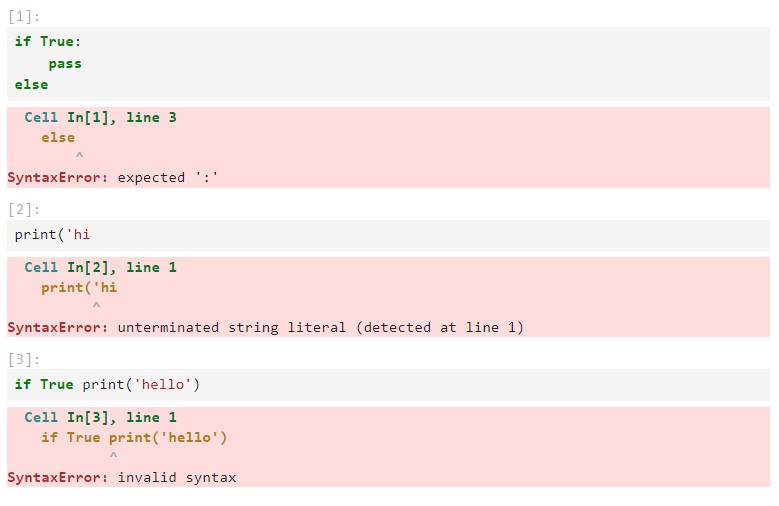 [1]:
if True:
    pass
else
  Cell In[1], line 3
    else
        ^
SyntaxError: expected ':'
[2]:
print('hi
  Cell In[2], line 1
    print('hi
          ^
SyntaxError: unterminated string literal (detected at line 1)
[3]:
if True print('hello')
  Cell In[3], line 1
    if True print('hello')
            ^
SyntaxError: invalid syntax